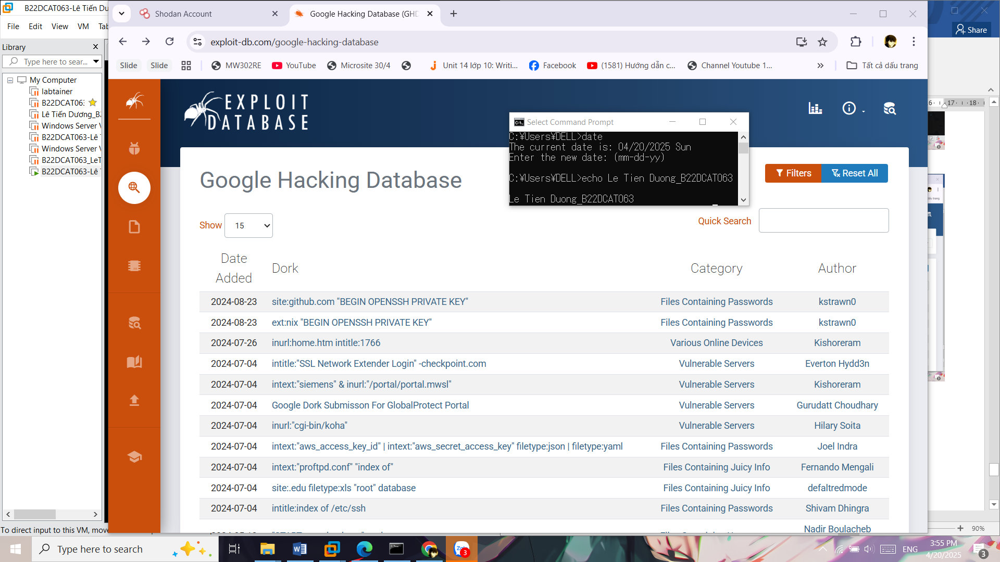 B22DCAT063-Lê Tiến Dư
File Edit View VM Tab
Library
Type here to sear...
My Computer
labtainer
B22DCAT063
Lê Tiến Dương_B2
Windows Server V
B22DCAT063-Lê T
Windows Server V
B22DCAT063_LeT
B22DCAT063-Lê T
To direct input to this VM, move
Shodan Account
Google Hacking Database (GHD
Share
exploit-db.com/google-hacking-database
Slide Slide MW302RE YouTube Microsite 30/4 Unit 14 lớp 10: Writi... Facebook (1581) Hướng dẫn c... Channel Youtube 1... » Tất cả dấu trang
EXPLOIT
DATABASE
Select Command Prompt
C:¥Users¥DELL>date
The current date is: 04/20/2025 Sun
Enter the new date: (mm-dd-yy)
C:¥Users¥DELL>echo Le Tien Duong_B22DCAT063
Le Tien Duong_B22DCAT063
Google Hacking Database
Filters Reset All
Show 15
Quick Search
Date Added Dork Category Author
2024-08-23 site:github.com "BEGIN OPENSSH PRIVATE KEY" Files Containing Passwords kstrawn0
2024-08-23 ext:nix "BEGIN OPENSSH PRIVATE KEY" Files Containing Passwords kstrawn0
2024-07-26 inurl:home.htm intitle:1766 Various Online Devices Kishoreram
2024-07-04 intitle:"SSL Network Extender Login" -checkpoint.com Vulnerable Servers Everton Hydd3n
2024-07-04 intext:"siemens" & inurl:"/portal/portal.mwsl" Vulnerable Servers Kishoreram
2024-07-04 Google Dork Submisson For GlobalProtect Portal Vulnerable Servers Gurudatt Choudhary
2024-07-04 inurl:"cgi-bin/koha" Vulnerable Servers Hilary Soita
2024-07-04 intext:"aws_access_key_id" | intext:"aws_secret_access_key" filetype:json | filetype:yaml Files Containing Passwords Joel Indra
2024-07-04 intext:"proftpd.conf" "index of" Files Containing Juicy Info Fernando Mengali
2024-07-04 site:.edu filetype:xls "root" database Files Containing Juicy Info defaltredmode
2024-07-04 intitle:index of /etc/ssh Files Containing Passwords Shivam Dhingra
Nadir Boulacheb
17 · 18
90%
Type here to search
ENG
3:55 PM
4/20/2025
3
3